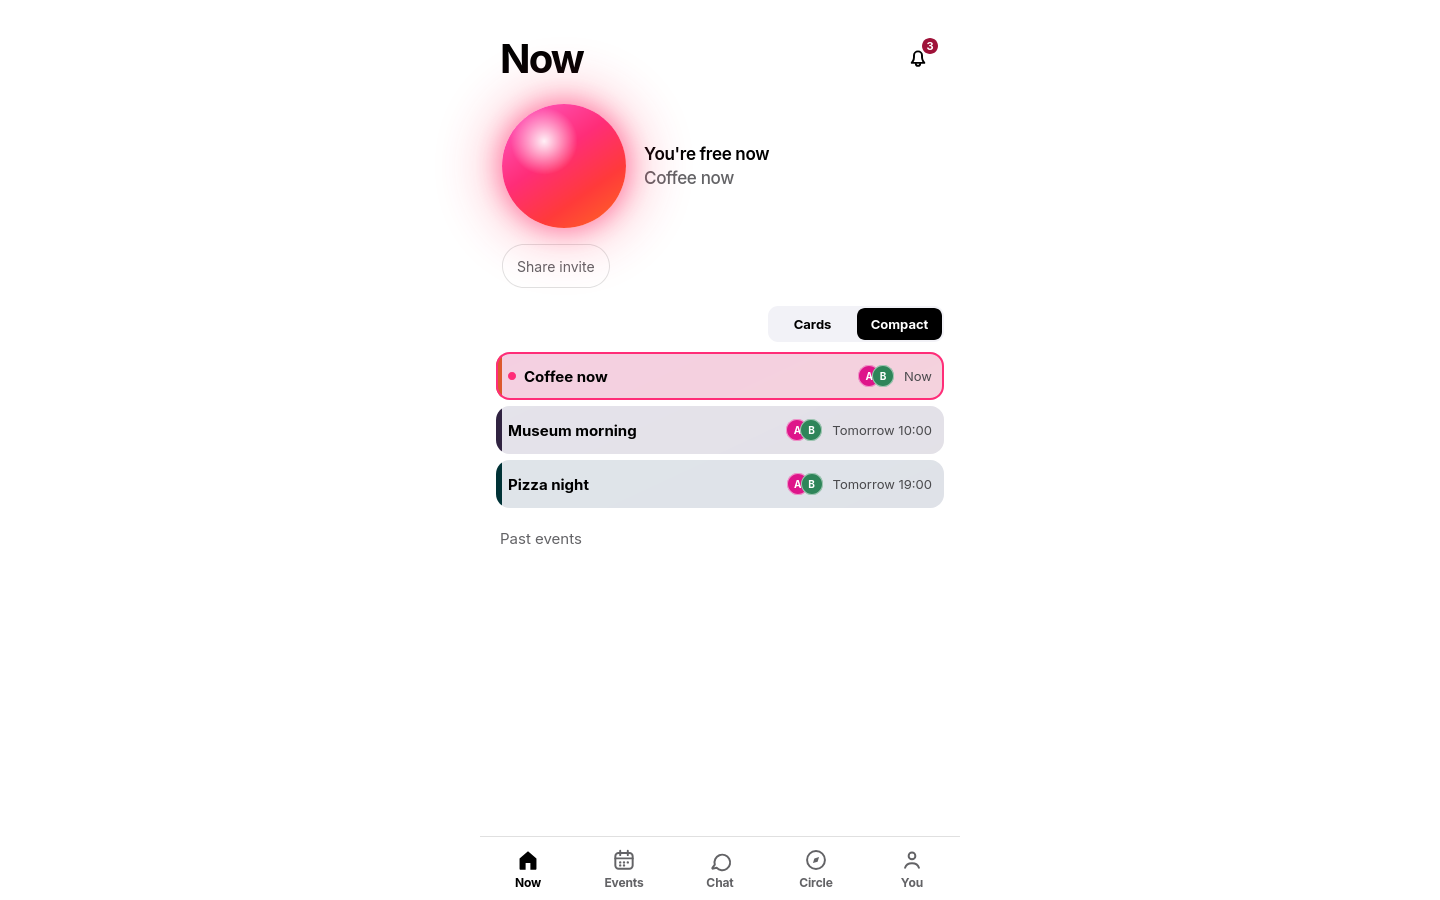 Now
3
You're free now
Coffee now
Share invite
Cards Compact
Coffee now A B Now
Museum morning A B Tomorrow 10:00
Pizza night A B Tomorrow 19:00
Past events
Now Events Chat Circle You